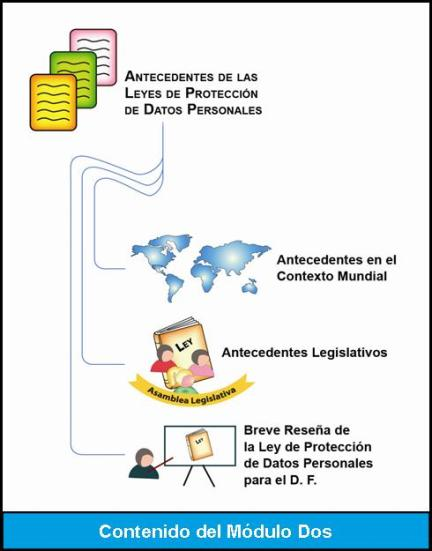 ANTECEDENTES DE LAS
LEYES DE PROTECCIÓN
DE DATOS PERSONALES
Antecedentes en el
Contexto Mundial
LEY
Antecedentes Legislativos
Asamblea Legislativa
LEY
Breve Reseña de
la Ley de Protección
de Datos Personales
para el D. F.
Contenido del Módulo Dos